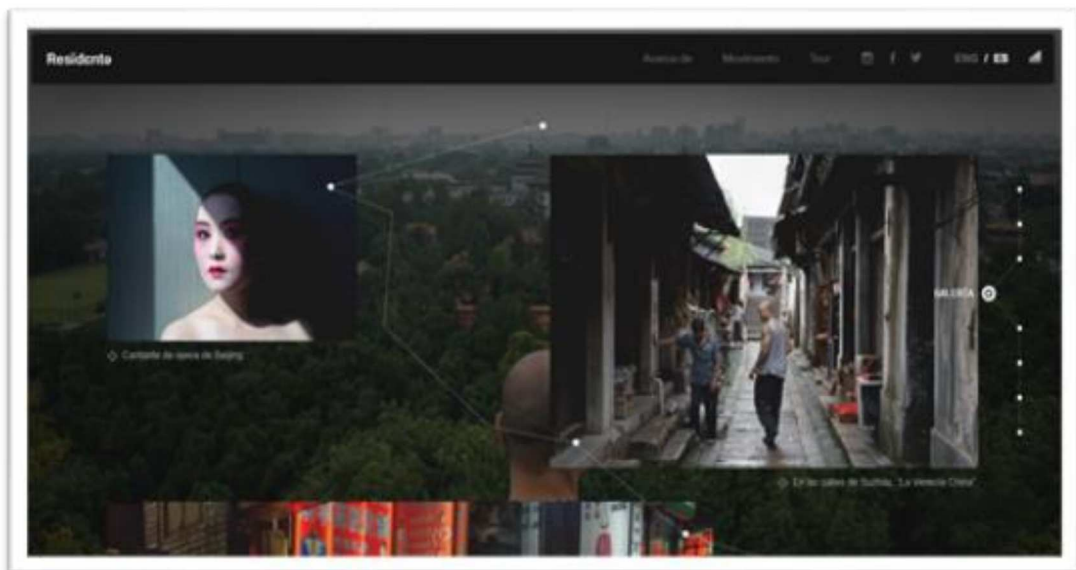 Residente
Acerca de Movimiento Tour ENG / ES
GALERÍA
Cantante de opera de Beijing
En las calles de Suzhou, "La Venecia China"